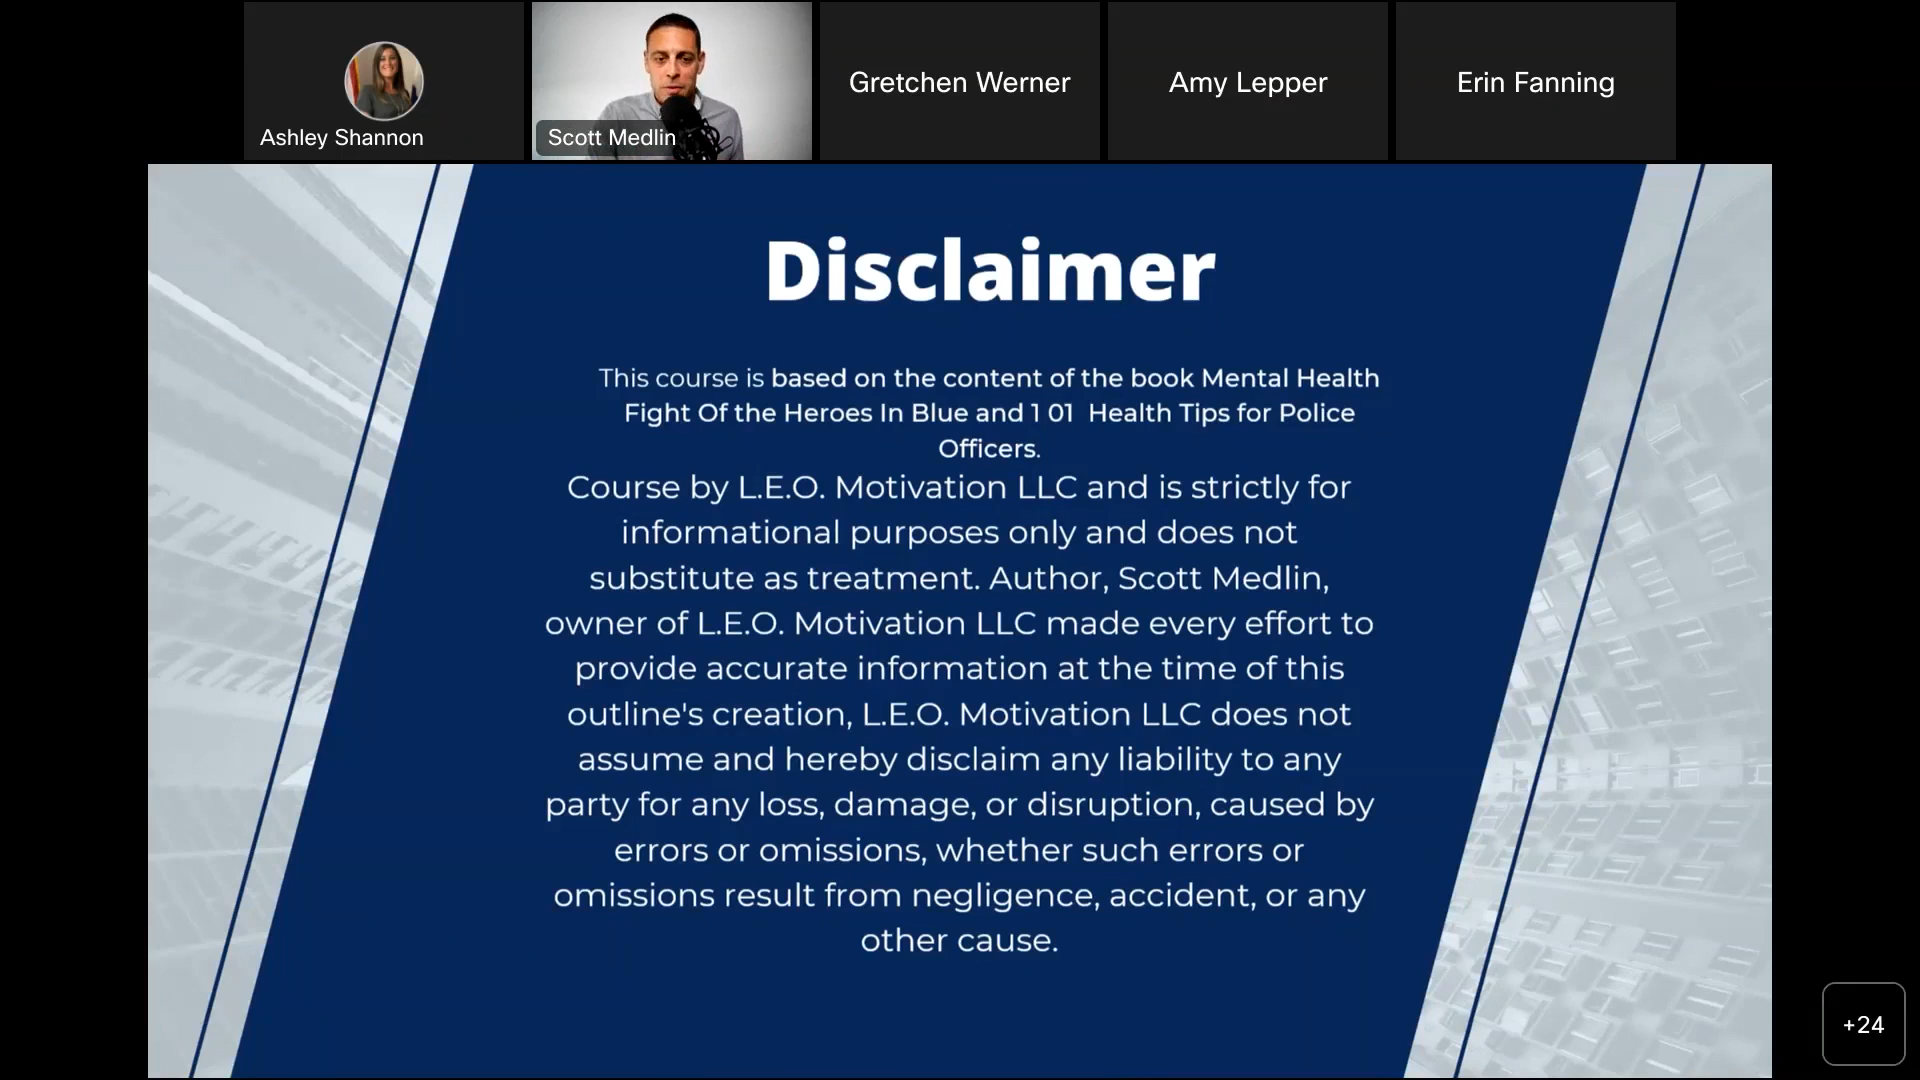 Ashley Shannon
Scott Medlin
Gretchen Werner
Amy Lepper
Erin Fanning
Disclaimer
This course is based on the content of the book Mental Health
Fight Of the Heroes In Blue and 1 01 Health Tips for Police
Officers.
Course by L.E.O. Motivation LLC and is strictly for
informational purposes only and does not
substitute as treatment. Author, Scott Medlin,
owner of L.E.O. Motivation LLC made every effort to
provide accurate information at the time of this
outline's creation, L.E.O. Motivation LLC does not
assume and hereby disclaim any liability to any
party for any loss, damage, or disruption, caused by
errors or omissions, whether such errors or
omissions result from negligence, accident, or any
other cause.
+24